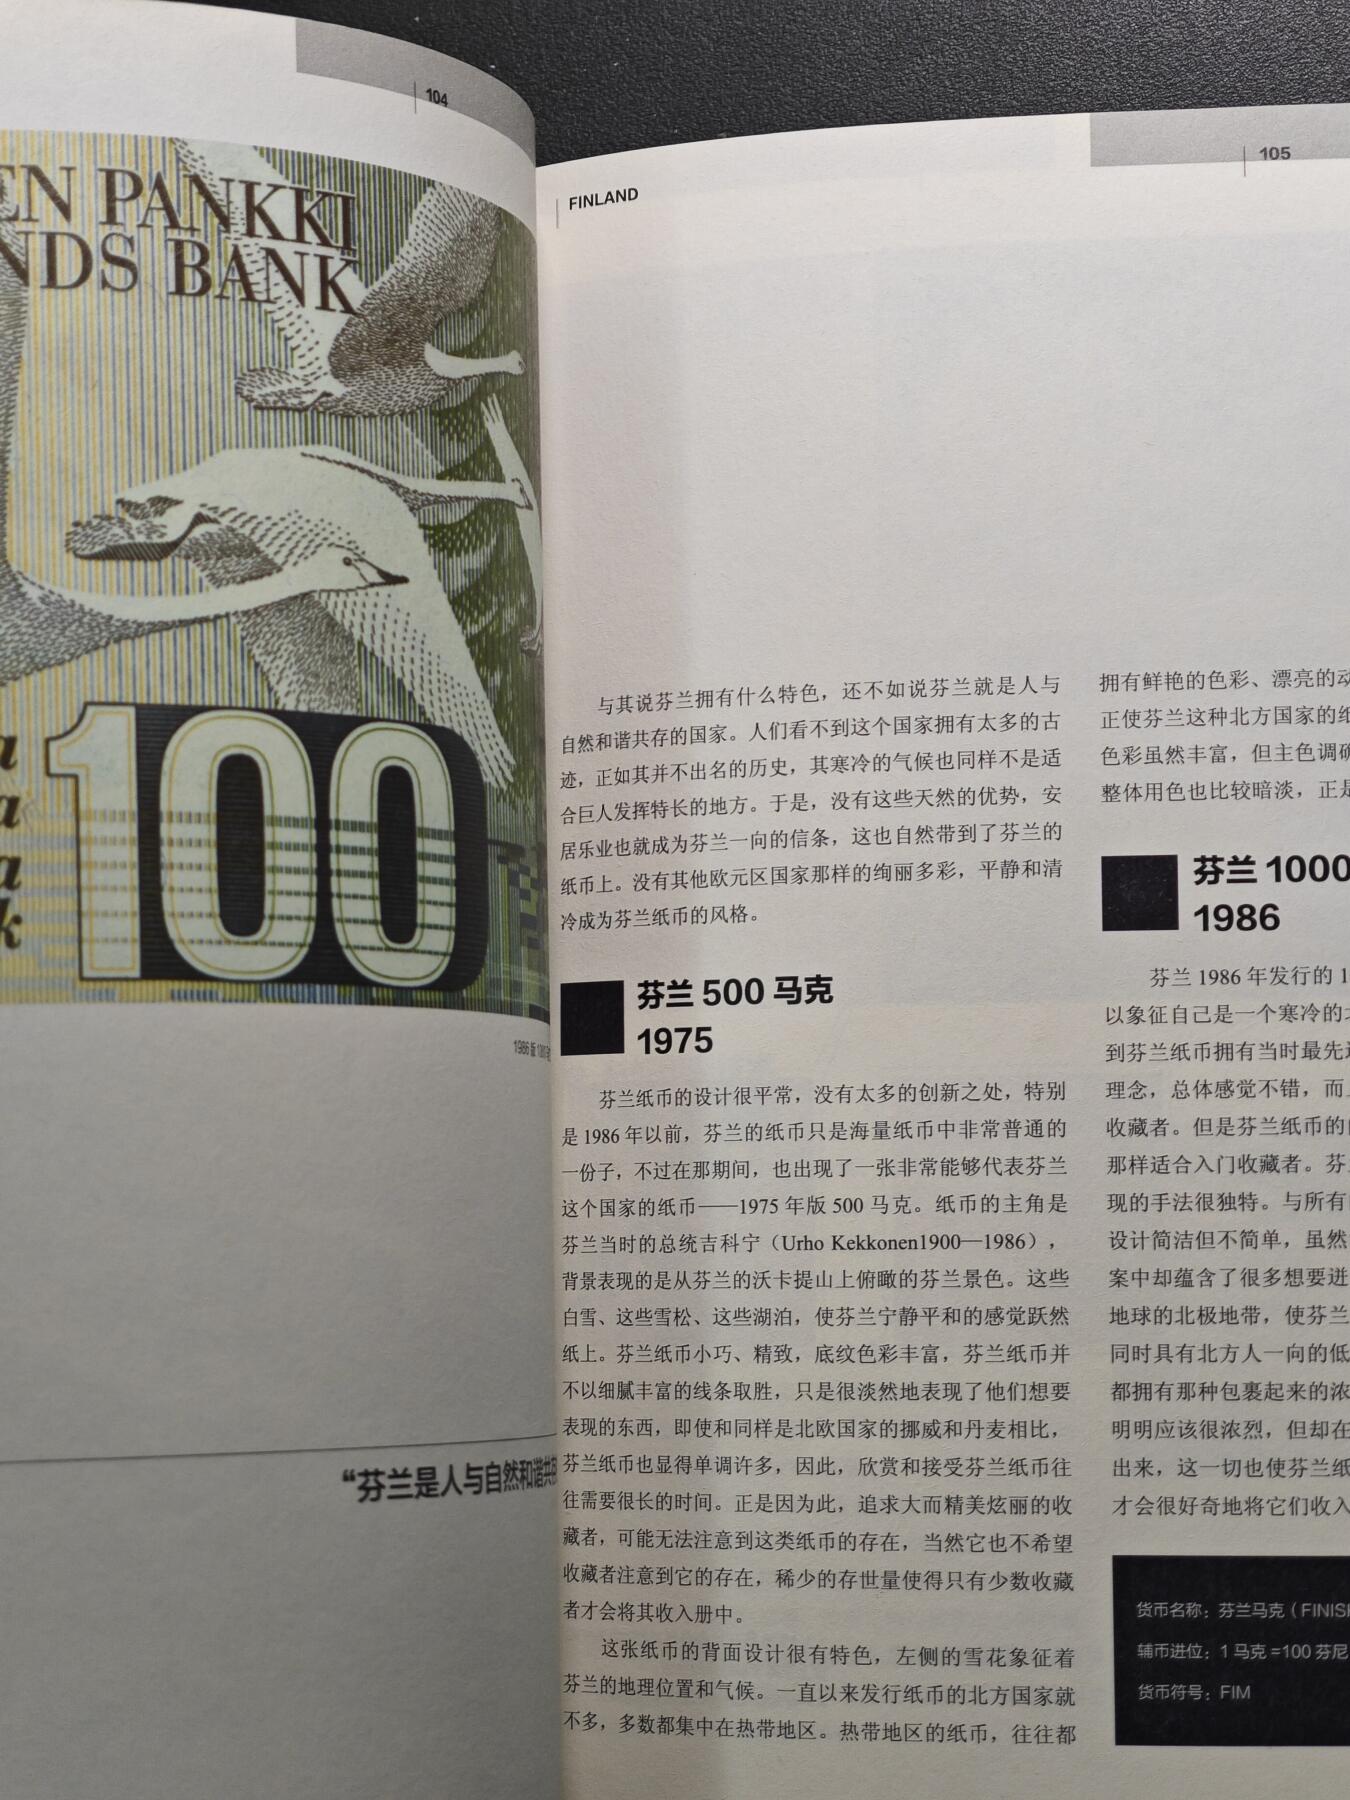 104
EN PANKKI
NDS BANK
100
1986 版
“芬兰是人与自然和谐共
105
FINLAND
与其说芬兰拥有什么特色，还不如说芬兰就是人与
自然和谐共存的国家。人们看不到这个国家拥有太多的古
迹，正如其并不出名的历史，其寒冷的气候也同样不是适
合巨人发挥特长的地方。于是，没有这些天然的优势，安
居乐业也就成为芬兰一向的信条，这也自然带到了芬兰的
纸币上。没有其他欧元区国家那样的绚丽多彩，平静和清
冷成为芬兰纸币的风格。
芬兰 500 马克
1975
芬兰纸币的设计很平常，没有太多的创新之处，特别
是 1986 年以前，芬兰的纸币只是海量纸币中非常普通的
一份子，不过在那期间，也出现了一张非常能够代表芬兰
这个国家的纸币——1975 年版 500 马克。纸币的主角是
芬兰当时的总统吉科宁（Urho Kekkonen1900—1986），
背景表现的是从芬兰的沃卡提山上俯瞰的芬兰景色。这些
白雪、这些雪松、这些湖泊，使芬兰宁静平和的感觉跃然
纸上。芬兰纸币小巧、精致，底纹色彩丰富，芬兰纸币并
不以细腻丰富的线条取胜，只是很淡然地表现了他们想要
表现的东西，即使和同样是北欧国家的挪威和丹麦相比，
芬兰纸币也显得单调许多，因此，欣赏和接受芬兰纸币往
往需要很长的时间。正是因为此，追求大而精美炫丽的收
藏者，可能无法注意到这类纸币的存在，当然它也不希望
收藏者注意到它的存在，稀少的存世量使得只有少数收藏
者才会将其收入册中。
这张纸币的背面设计很有特色，左侧的雪花象征着
芬兰的地理位置和气候。一直以来发行纸币的北方国家就
不多，多数都集中在热带地区。热带地区的纸币，往往都
拥有鲜艳的色彩、漂亮的动
正使芬兰这种北方国家的纸
色彩虽然丰富，但主色调确
整体用色也比较暗淡，正是
芬兰 1000
1986
芬兰 1986 年发行的 1
以象征自己是一个寒冷的北
到芬兰纸币拥有当时最先进
理念，总体感觉不错，而且
收藏者。但是芬兰纸币的
那样适合入门收藏者。芬
现的手法很独特。与所有
设计简洁但不简单，虽然
案中却蕴含了很多想要迸
地球的北极地带，使芬兰
同时具有北方人一向的低
都拥有那种包裹起来的浓
明明应该很浓烈，但却在
出来，这一切也使芬兰纸
才会很好奇地将它们收入
货币名称：芬兰马克（FINISH
辅币进位：1 马克 =100 芬尼
货币符号：FIM